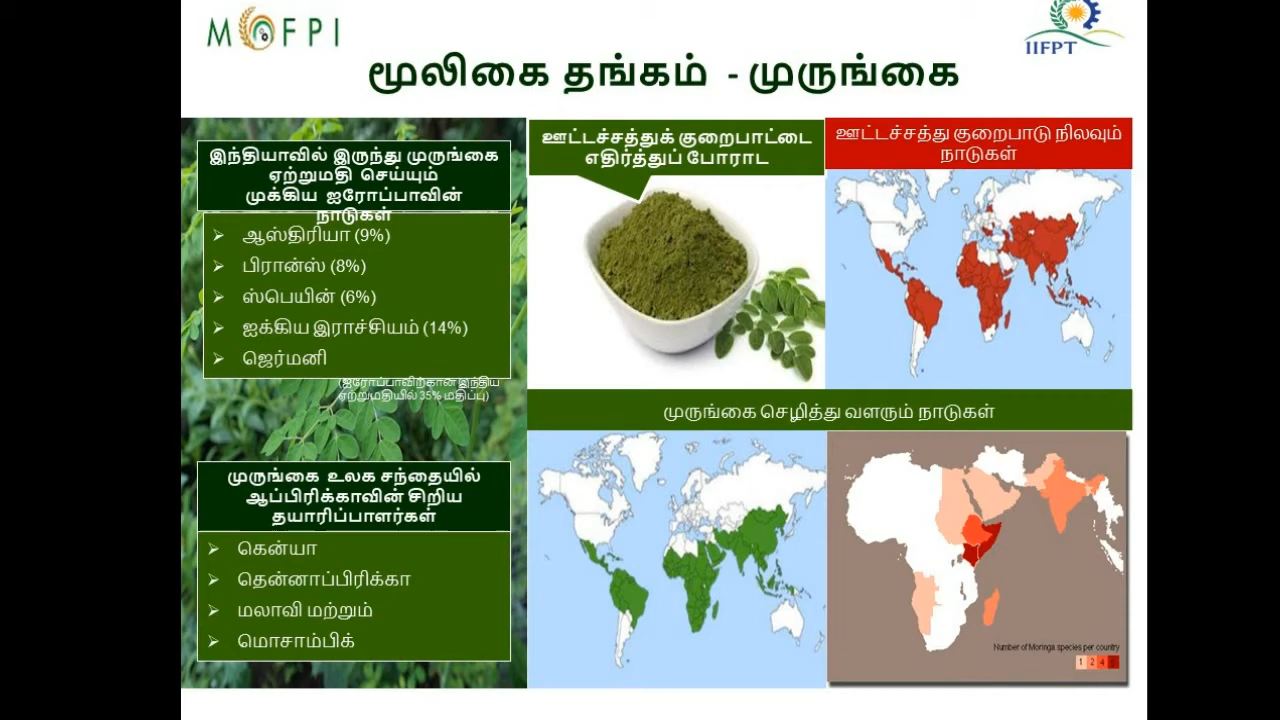 MOFPI
IIFPT
மூலிகை தங்கம் - முருங்கை
இந்தியாவில் இருந்து முருங்கை
ஏற்றுமதி செய்யும்
முக்கிய ஐரோப்பாவின்
நாடுகள்
ஆஸ்திரியா (9%)
பிரான்ஸ் (8%)
ஸ்பெயின் (6%)
ஐக்கிய இராச்சியம் (14%)
ஜெர்மனி
(ஐரோப்பாவிற்கான இந்திய
ஏற்றுமதியில் 35% மதிப்பு)
முருங்கை உலக சந்தையில்
ஆப்பிரிக்காவின் சிறிய
தயாரிப்பாளர்கள்
கென்யா
தென்னாப்பிரிக்கா
மலாவி மற்றும்
மொசாம்பிக்
ஊட்டச்சத்துக் குறைபாட்டை
எதிர்த்துப் போராட
ஊட்டச்சத்து குறைபாடு நிலவும்
நாடுகள்
முருங்கை செழித்து வளரும் நாடுகள்
Number of Moringa species per country
1 2 4